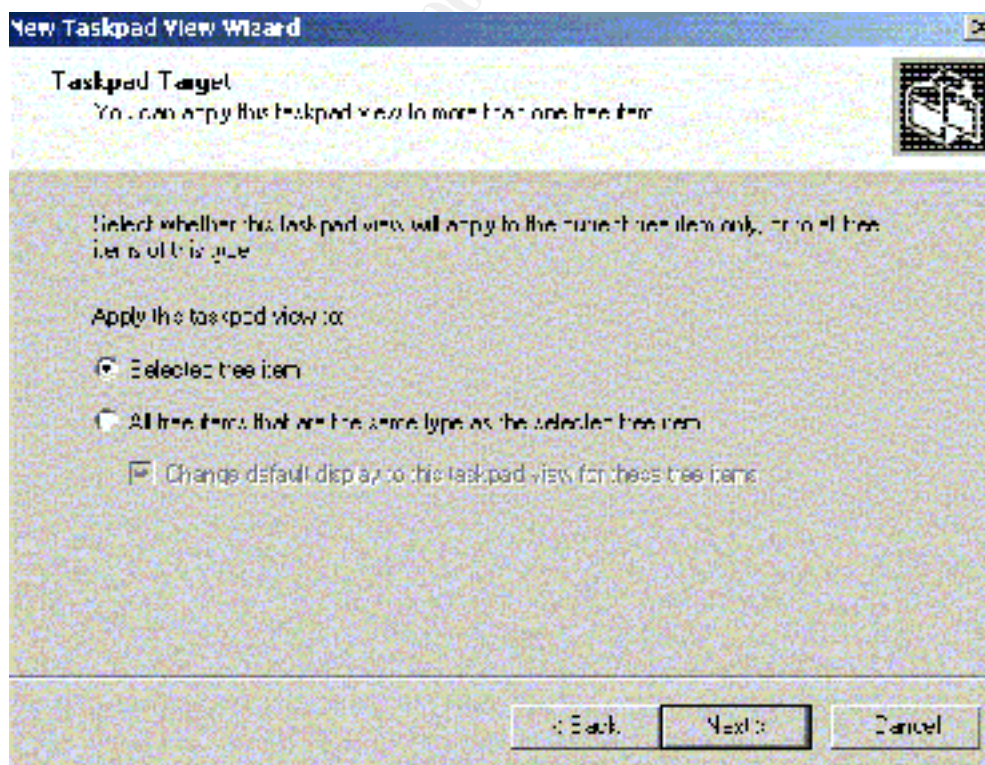 New Taskpad View Wizard
Taskpad Target
You can apply this taskpad view to more than one tree item
Select whether this taskpad view will apply to the current tree item only, or to all tree
items of this type
Apply this taskpad view to:
Selected tree item
All tree items that are the same type as the selected tree item
Change default display to this taskpad view for these tree items
< Back
Next >
Cancel